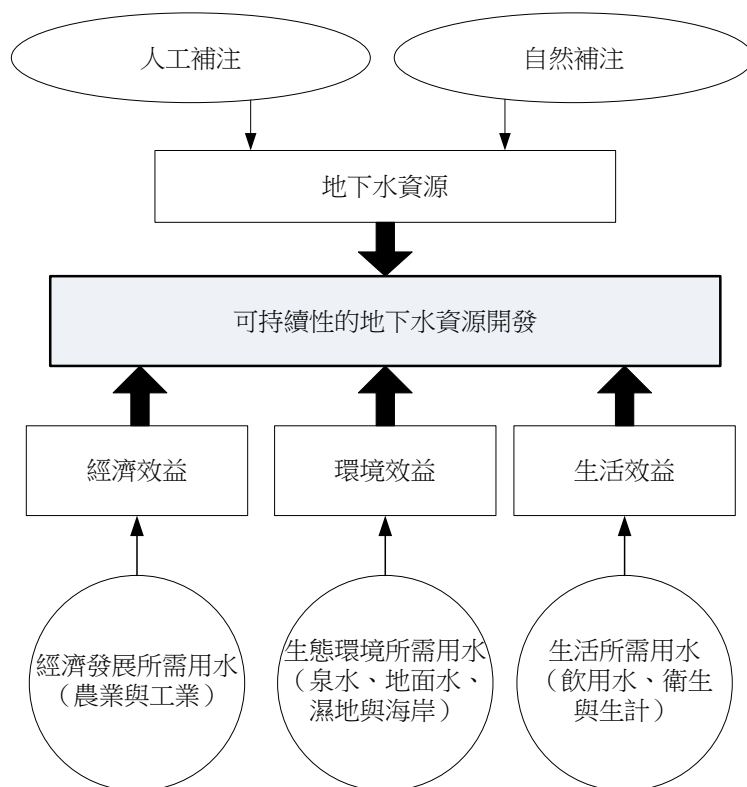 人工補注
自然補注
地下水資源
可持續性的地下水資源開發
經濟效益
環境效益
生活效益
經濟發展所需用水
（農業與工業）
生態環境所需用水
（泉水、地面水、
濕地與海岸）
生活所需用水
（飲用水、衛生
與生計）